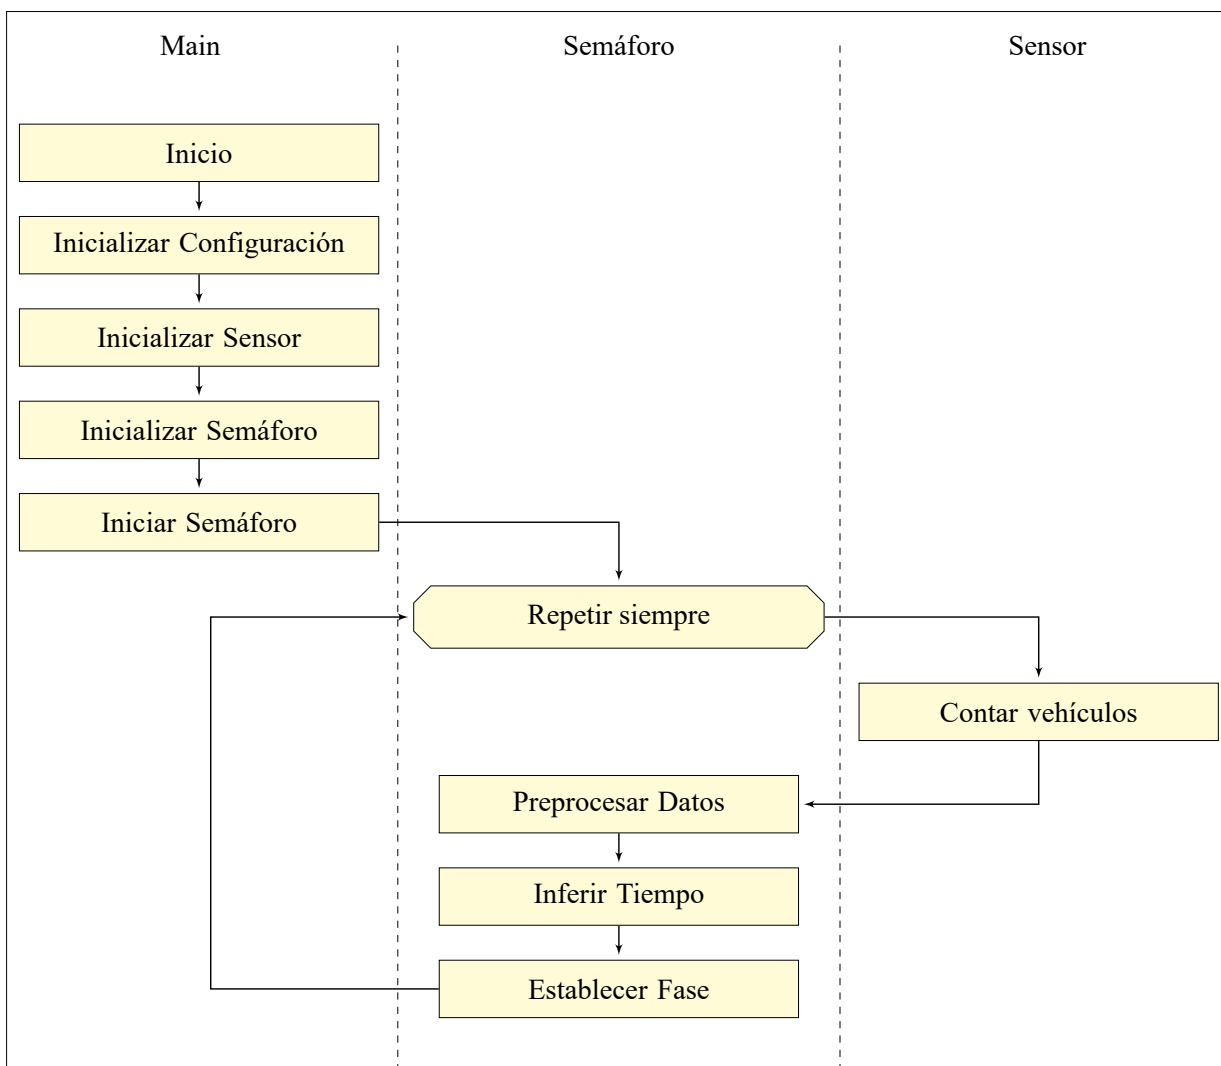 Main
Semáforo
Sensor
Inicio
Inicializar Configuración
Inicializar Sensor
Inicializar Semáforo
Iniciar Semáforo
Repetir siempre
Contar vehículos
Preprocesar Datos
Inferir Tiempo
Establecer Fase